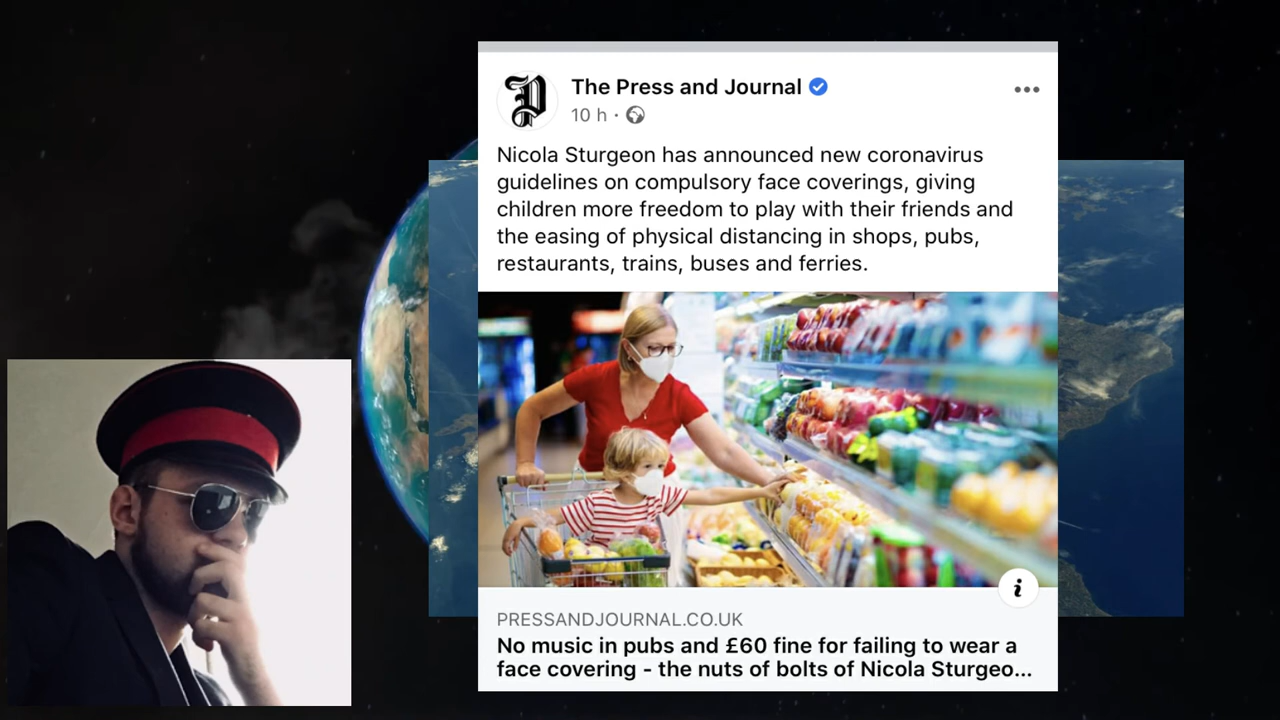 The Press and Journal
10 h ·
Nicola Sturgeon has announced new coronavirus
guidelines on compulsory face coverings, giving
children more freedom to play with their friends and
the easing of physical distancing in shops, pubs,
restaurants, trains, buses and ferries.
PRESSANDJOURNAL.CO.UK
No music in pubs and £60 fine for failing to wear a
face covering - the nuts of bolts of Nicola Sturgeo...